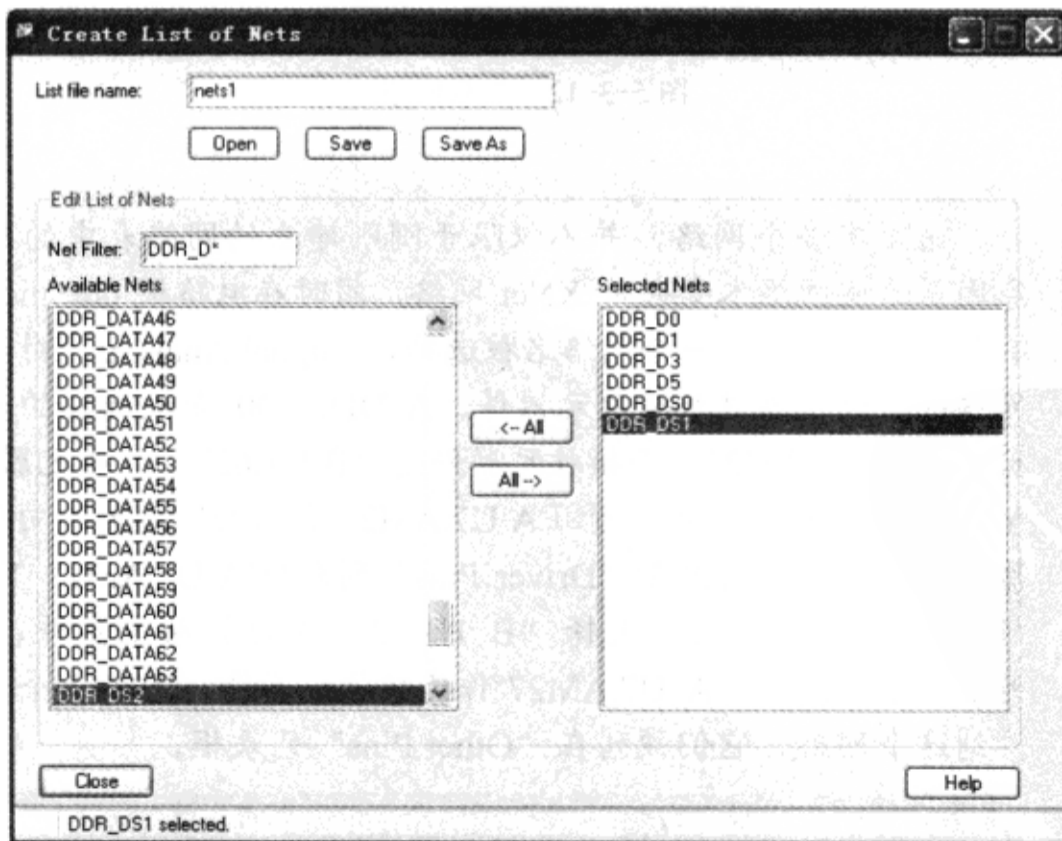 Create List of Nets
List file name:
nets1
Open
Save
Save As
Edit List of Nets
Net Filter:
DDR_D*
Available Nets
DDR_DATA46
DDR_DATA47
DDR_DATA48
DDR_DATA49
DDR_DATA50
DDR_DATA51
DDR_DATA52
DDR_DATA53
DDR_DATA54
DDR_DATA55
DDR_DATA56
DDR_DATA57
DDR_DATA58
DDR_DATA59
DDR_DATA60
DDR_DATA61
DDR_DATA62
DDR_DATA63
DDR_DS2
<-- All
All -->
Selected Nets
DDR_D0
DDR_D1
DDR_D3
DDR_D5
DDR_DS0
DDR_DS1
Close
Help
DDR_DS1 selected.